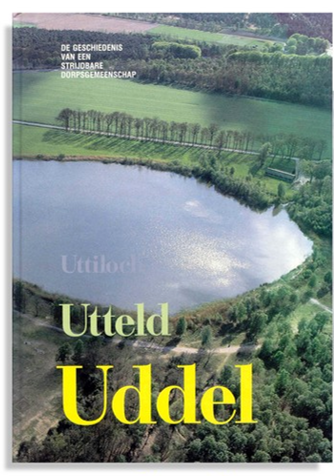 DE GESCHIEDENIS
VAN EEN
STRIJDBARE
DORPSGEMEENSCHAP
Utteld
Uddel